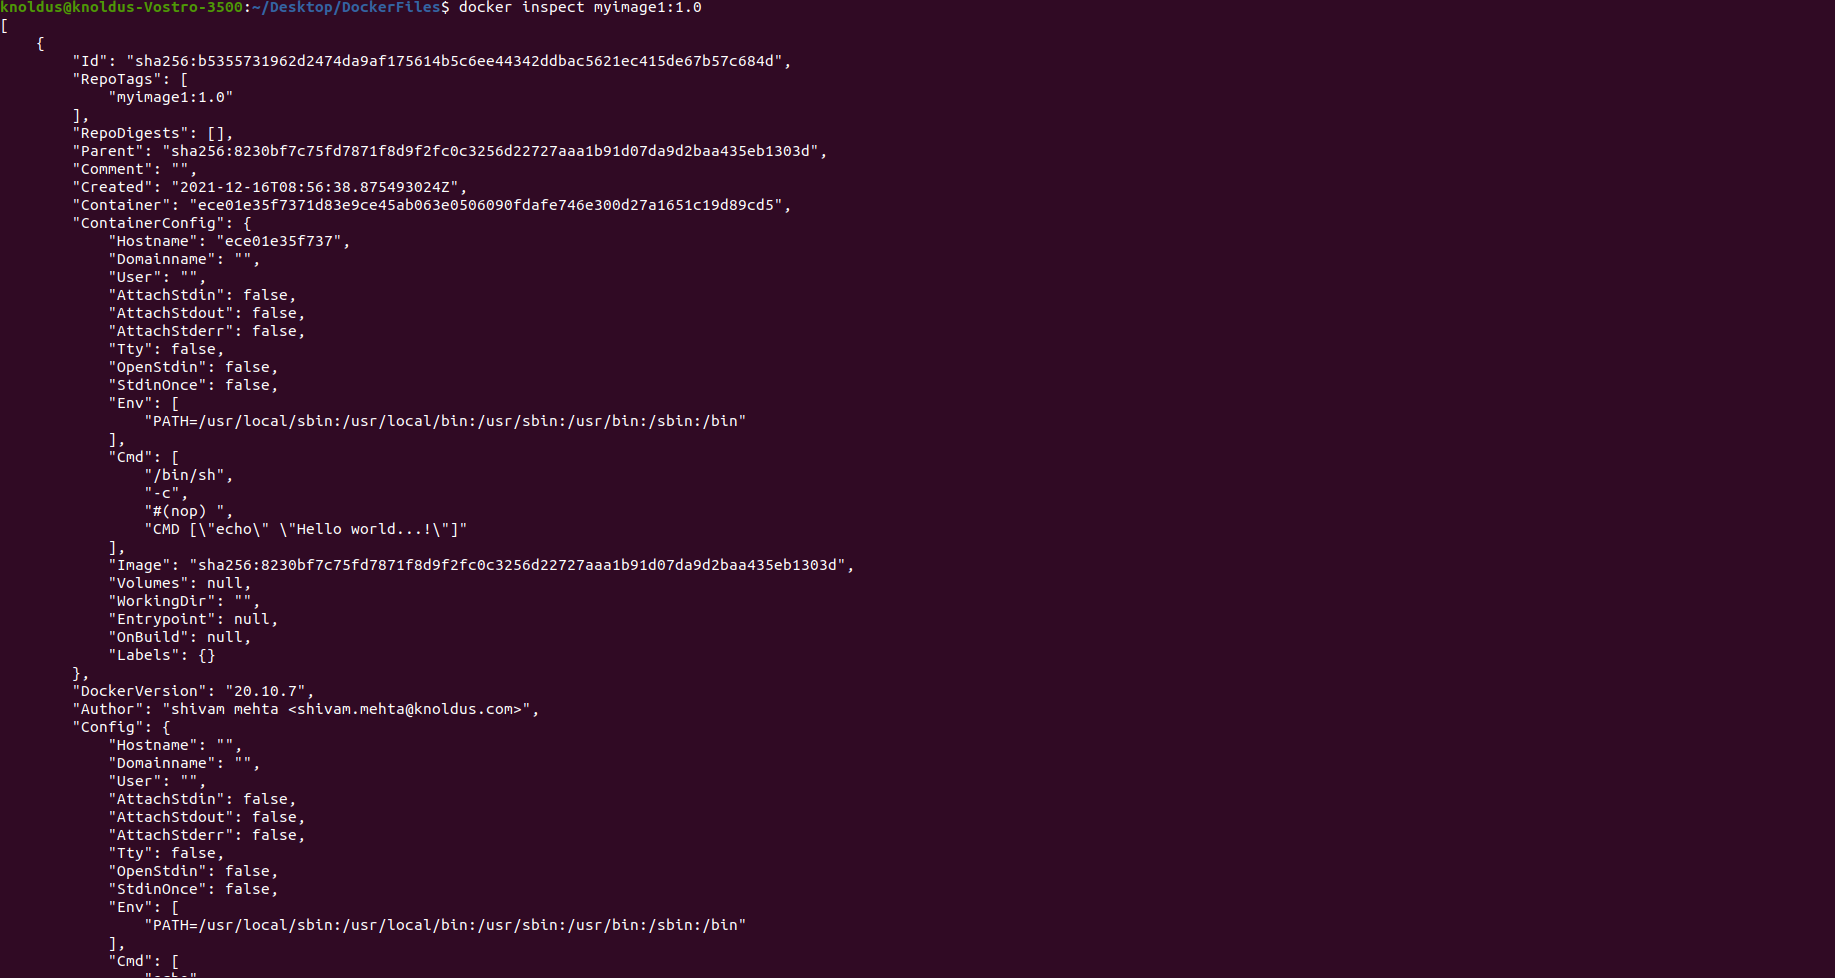 knoldus@knoldus-Vostro-3500:~/Desktop/DockerFiles$ docker inspect myimage1:1.0
[
    {
        "Id": "sha256:b5355731962d2474da9af175614b5c6ee44342ddbac5621ec415de67b57c684d",
        "RepoTags": [
            "myimage1:1.0"
        ],
        "RepoDigests": [],
        "Parent": "sha256:8230bf7c75fd7871f8d9f2fc0c3256d22727aaa1b91d07da9d2baa435eb1303d",
        "Comment": "",
        "Created": "2021-12-16T08:56:38.875493024Z",
        "Container": "ece01e35f7371d83e9ce45ab063e0506090fdafe746e300d27a1651c19d89cd5",
        "ContainerConfig": {
            "Hostname": "ece01e35f737",
            "Domainname": "",
            "User": "",
            "AttachStdin": false,
            "AttachStdout": false,
            "AttachStderr": false,
            "Tty": false,
            "OpenStdin": false,
            "StdinOnce": false,
            "Env": [
                "PATH=/usr/local/sbin:/usr/local/bin:/usr/sbin:/usr/bin:/sbin:/bin"
            ],
            "Cmd": [
                "/bin/sh",
                "-c",
                "#(nop) ",
                "CMD [\"echo\" \"Hello world...!\"]"
            ],
            "Image": "sha256:8230bf7c75fd7871f8d9f2fc0c3256d22727aaa1b91d07da9d2baa435eb1303d",
            "Volumes": null,
            "WorkingDir": "",
            "Entrypoint": null,
            "OnBuild": null,
            "Labels": {}
        },
        "DockerVersion": "20.10.7",
        "Author": "shivam mehta <shivam.mehta@knoldus.com>",
        "Config": {
            "Hostname": "",
            "Domainname": "",
            "User": "",
            "AttachStdin": false,
            "AttachStdout": false,
            "AttachStderr": false,
            "Tty": false,
            "OpenStdin": false,
            "StdinOnce": false,
            "Env": [
                "PATH=/usr/local/sbin:/usr/local/bin:/usr/sbin:/usr/bin:/sbin:/bin"
            ],
            "Cmd": [